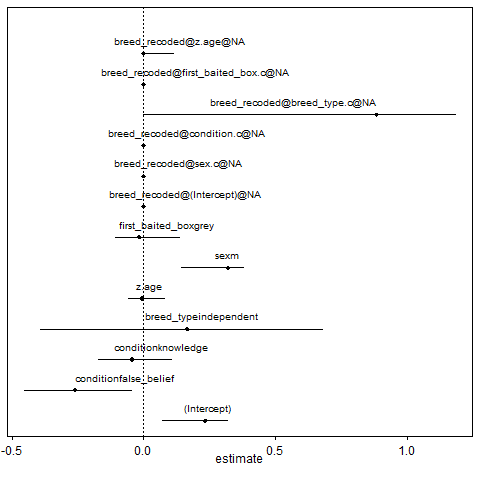 breed_recoded@z.age@NA
breed_recoded@first_baited_box.c@NA
breed_recoded@breed_type.c@NA
breed_recoded@condition.c@NA
breed_recoded@sex.c@NA
breed_recoded@(Intercept)@NA
first_baited_boxgrey
sexm
z.age
breed_typeindependent
conditionknowledge
conditionfalse_belief
(Intercept)
-0.5 0.0 0.5 1.0
estimate